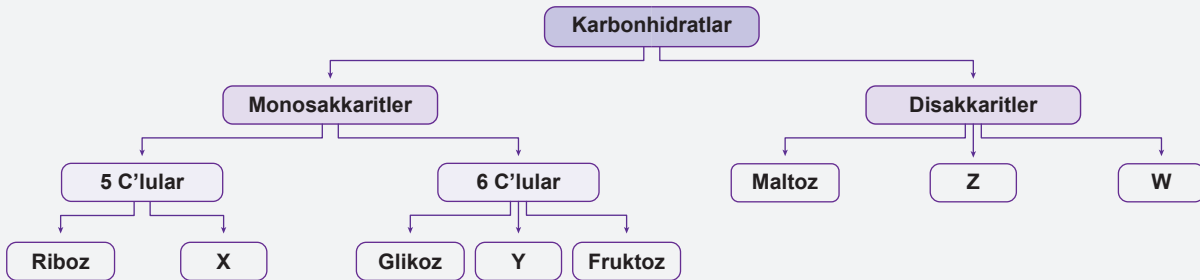 Karbonhidratlar
Monosakkaritler
Disakkaritler
5 C'lular
6 C'lular
Maltoz
Z
W
Riboz
X
Glikoz
Y
Fruktoz